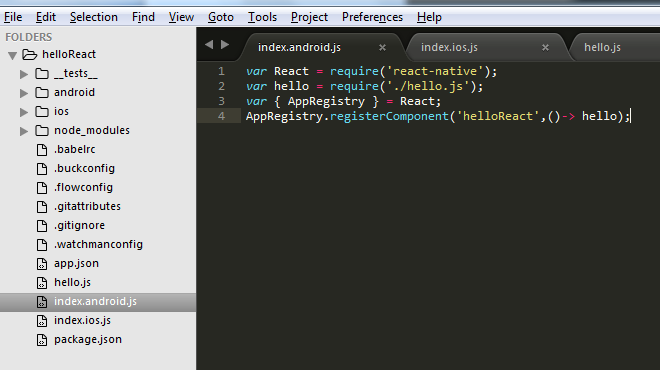 File Edit Selection Find View Goto Tools Project Preferences Help
FOLDERS
helloReact
__tests__
android
ios
node_modules
.babelrc
.buckconfig
.flowconfig
.gitattributes
.gitignore
.watchmanconfig
app.json
hello.js
index.android.js
index.ios.js
package.json
index.android.js × index.ios.js × hello.js
1 var React = require('react-native');
2 var hello = require('./hello.js');
3 var { AppRegistry } = React;
4 AppRegistry.registerComponent('helloReact',()-> hello);